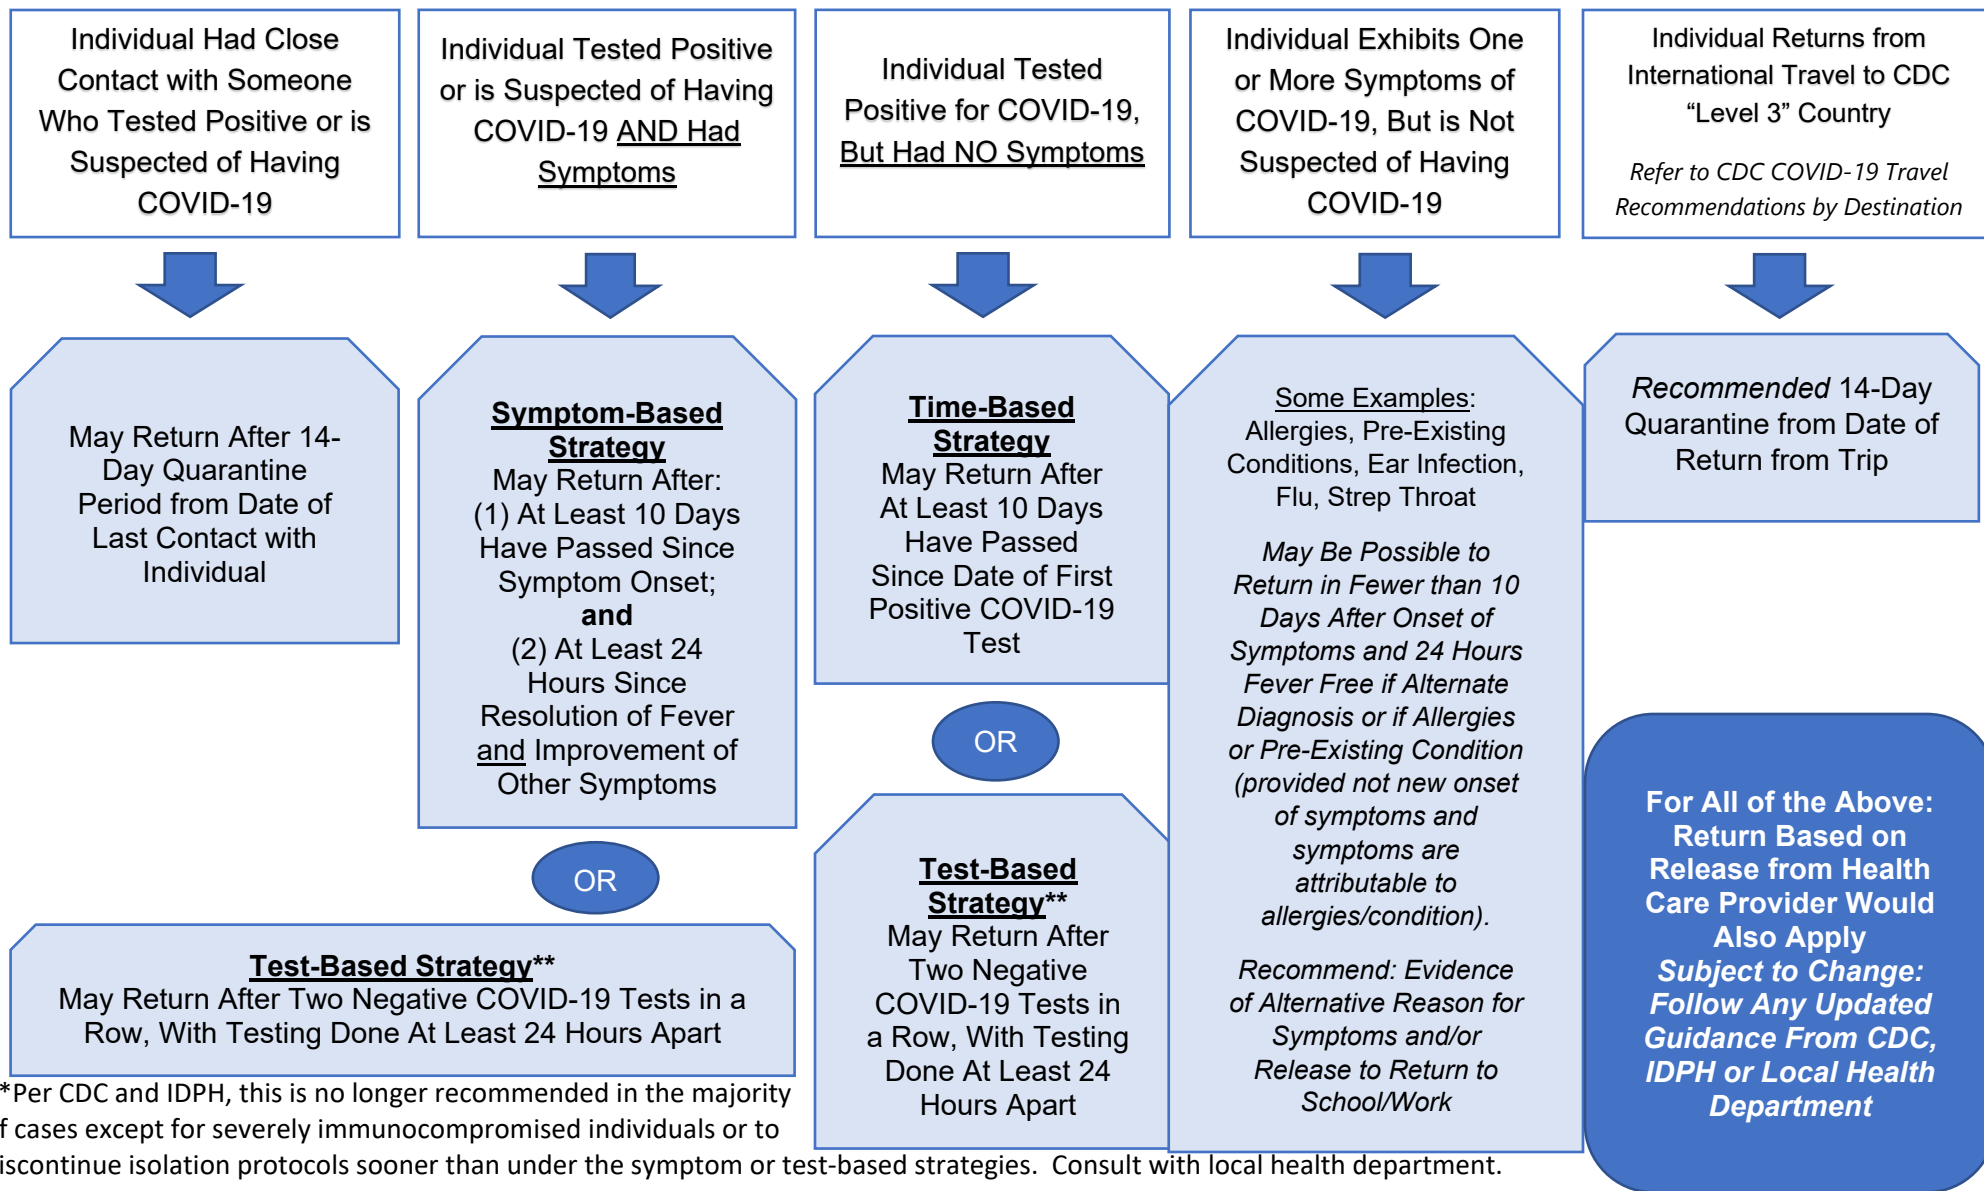 Individual Had Close
Contact with Someone
Who Tested Positive or is
Suspected of Having
COVID-19
Individual Tested Positive
or is Suspected of Having
COVID-19 AND Had
Symptoms
Individual Tested
Positive for COVID-19,
But Had NO Symptoms
Individual Exhibits One
or More Symptoms of
COVID-19, But is Not
Suspected of Having
COVID-19
Individual Returns from
International Travel to CDC
“Level 3” Country
Refer to CDC COVID-19 Travel
Recommendations by Destination
May Return After 14-
Day Quarantine
Period from Date of
Last Contact with
Individual
Symptom-Based
Strategy
May Return After:
(1) At Least 10 Days
Have Passed Since
Symptom Onset;
and
(2) At Least 24
Hours Since
Resolution of Fever
and Improvement of
Other Symptoms
OR
Test-Based Strategy**
May Return After Two Negative COVID-19 Tests in a
Row, With Testing Done At Least 24 Hours Apart
Time-Based
Strategy
May Return After
At Least 10 Days
Have Passed
Since Date of First
Positive COVID-19
Test
OR
Test-Based
Strategy**
May Return After
Two Negative
COVID-19 Tests in
a Row, With Testing
Done At Least 24
Hours Apart
Some Examples:
Allergies, Pre-Existing
Conditions, Ear Infection,
Flu, Strep Throat
May Be Possible to
Return in Fewer than 10
Days After Onset of
Symptoms and 24 Hours
Fever Free if Alternate
Diagnosis or if Allergies
or Pre-Existing Condition
(provided not new onset
of symptoms and
symptoms are
attributable to
allergies/condition).
Recommend: Evidence
of Alternative Reason for
Symptoms and/or
Release to Return to
School/Work
Recommended 14-Day
Quarantine from Date of
Return from Trip
For All of the Above:
Return Based on
Release from Health
Care Provider Would
Also Apply
Subject to Change:
Follow Any Updated
Guidance From CDC,
IDPH or Local Health
Department
*Per CDC and IDPH, this is no longer recommended in the majority
f cases except for severely immunocompromised individuals or to
iscontinue isolation protocols sooner than under the symptom or test-based strategies. Consult with local health department.